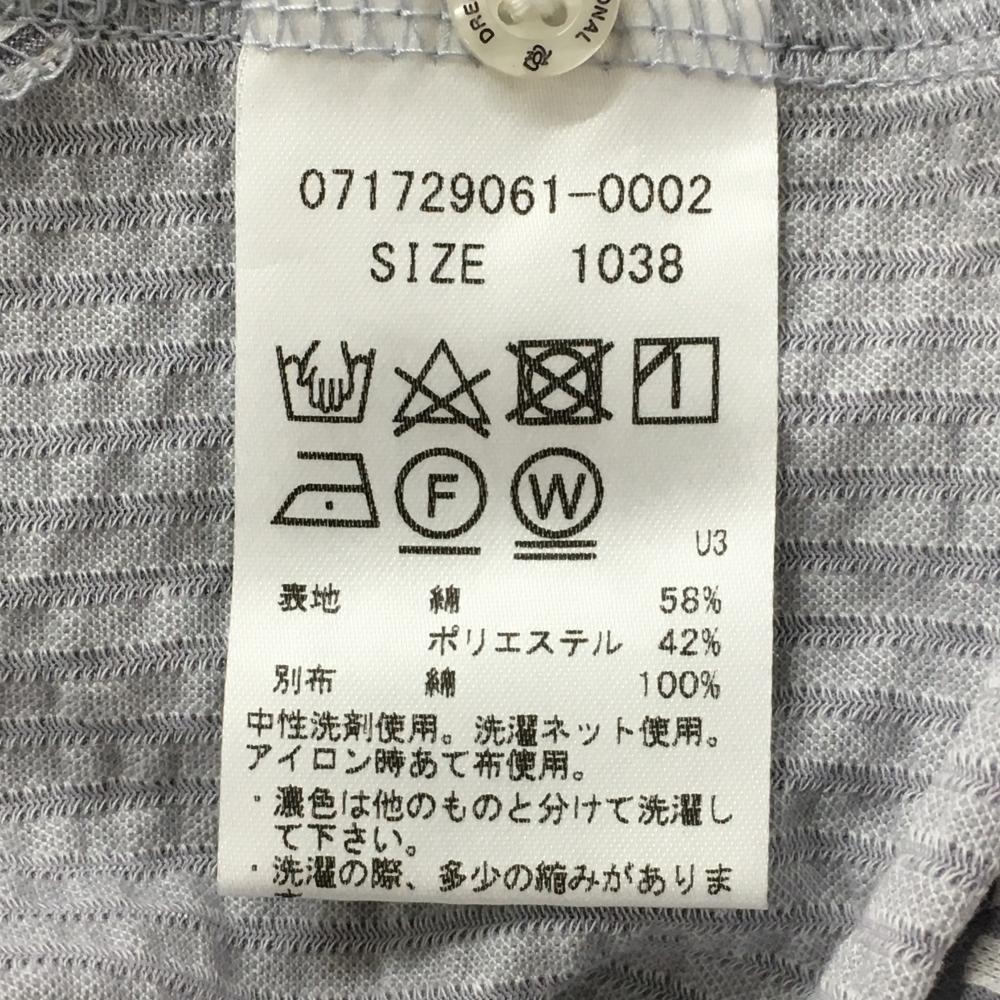 DRE
ONAL
071729061-0002
SIZE 1038
F W
U3
表地 綿 58%
ポリエステル 42%
別布 綿 100%
中性洗剤使用。洗濯ネット使用。
アイロン時あて布使用。
・濃色は他のものと分けて洗濯し
て下さい。
・洗濯の際、多少の縮みがありま